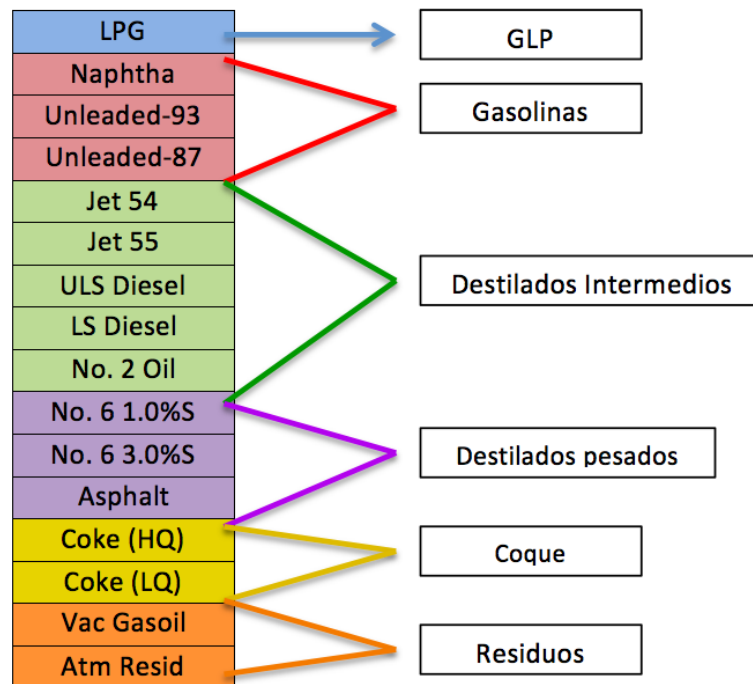 LPG
Naphtha
Unleaded-93
Unleaded-87
Jet 54
Jet 55
ULS Diesel
LS Diesel
No. 2 Oil
No. 6 1.0%S
No. 6 3.0%S
Asphalt
Coke (HQ)
Coke (LQ)
Vac Gasoil
Atm Resid
GLP
Gasolinas
Destilados Intermedios
Destilados pesados
Coque
Residuos